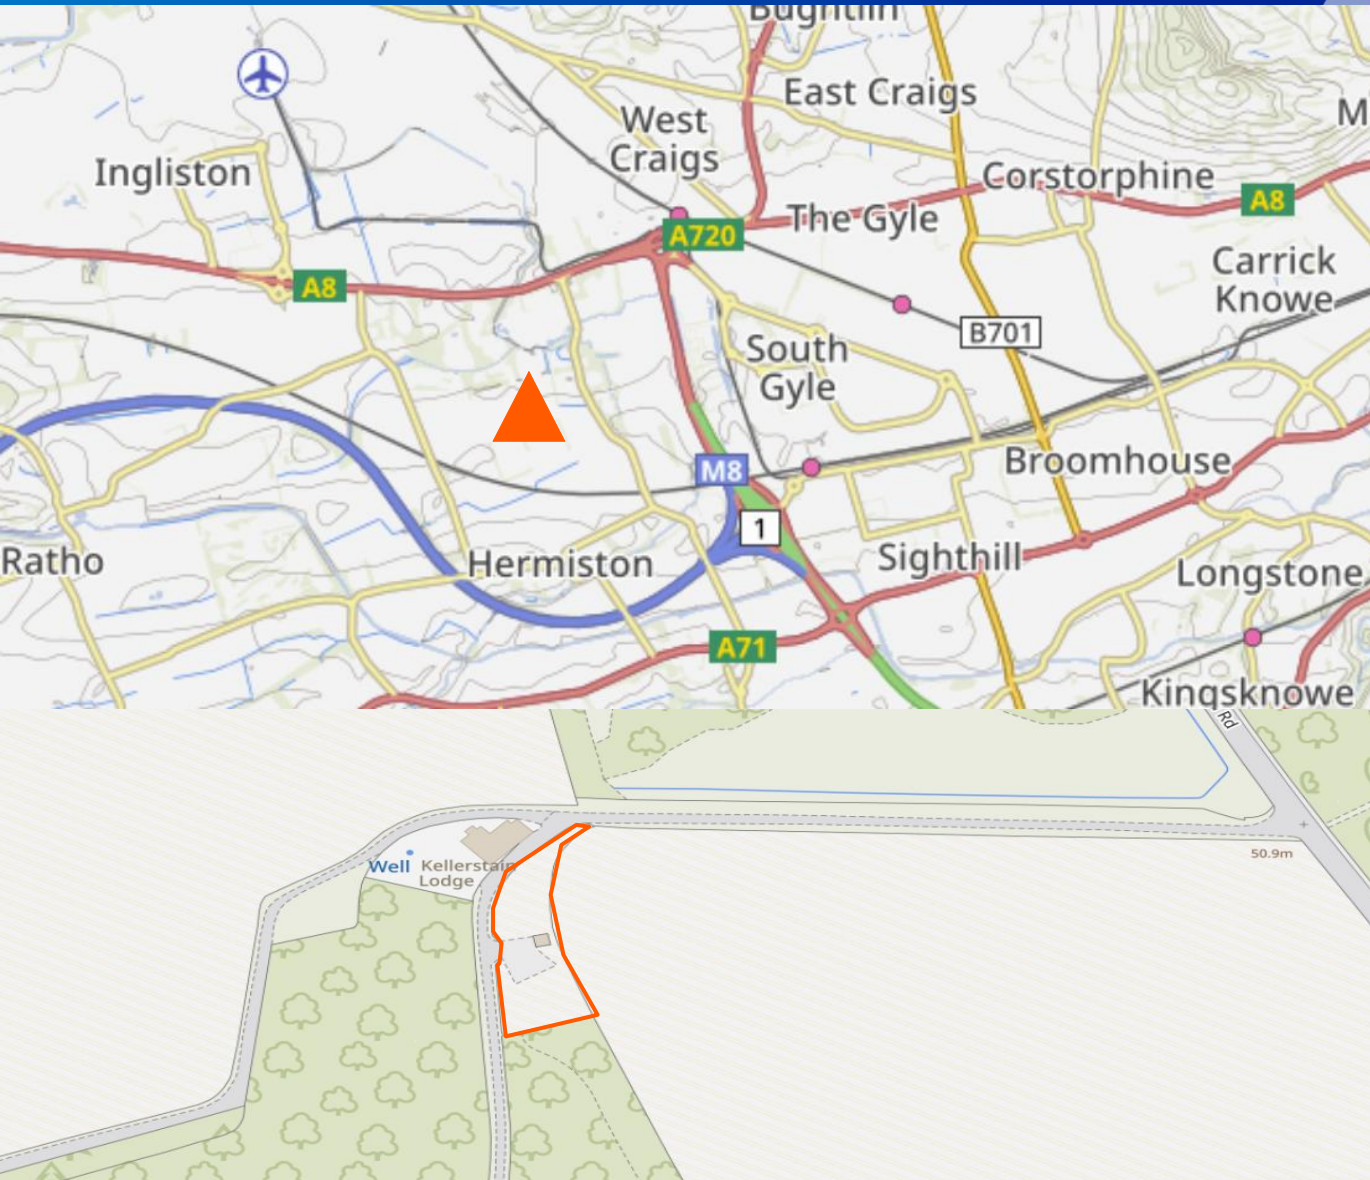 Bughtlin
East Craigs
West
Craigs
M
Ingliston
Corstorphine
A8
The Gyle
A720
Carrick
Knowe
A8
B701
South
Gyle
M8
Broomhouse
1
Ratho
Hermiston
Sighthill
Longstone
A71
Kingsknowe
Rd
50.9m
Well
Kellerstain
Lodge